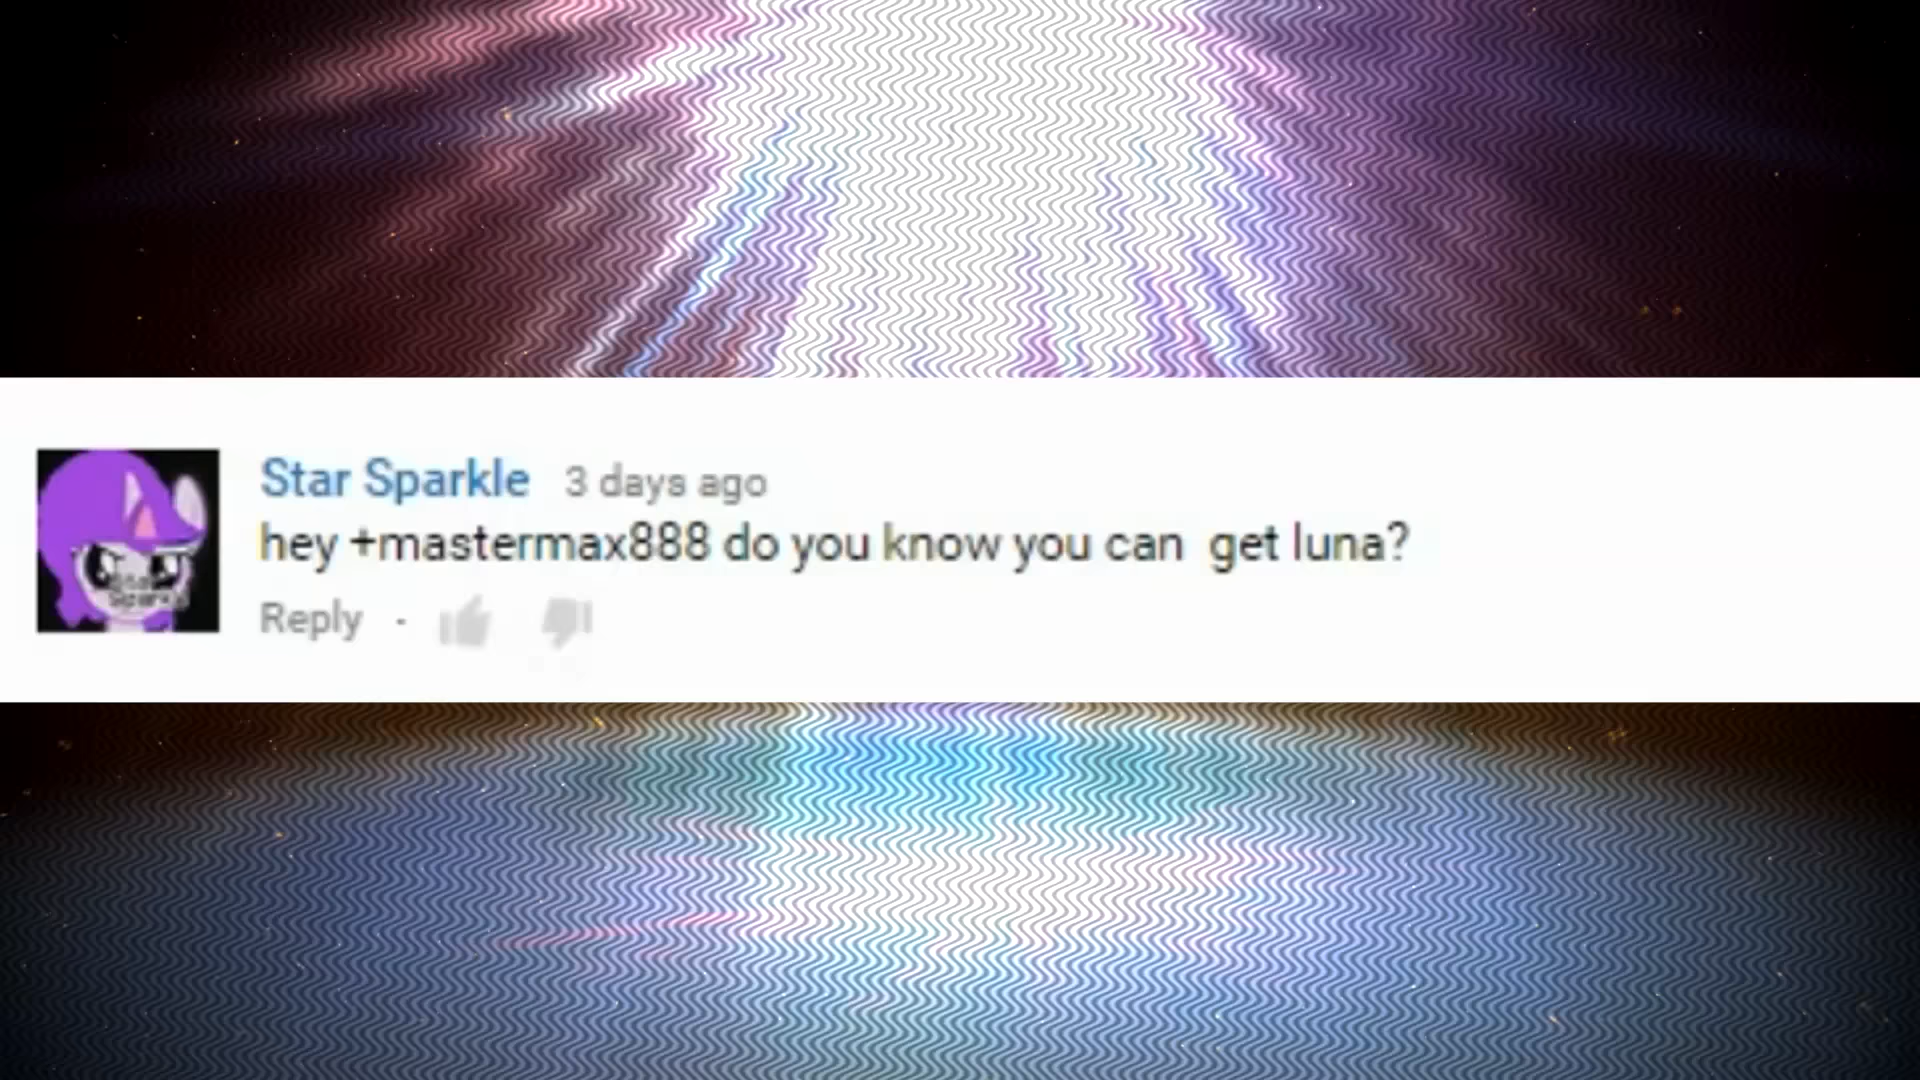 Star Sparkle 3 days ago
hey +mastermax888 do you know you can  get luna?
Reply ·